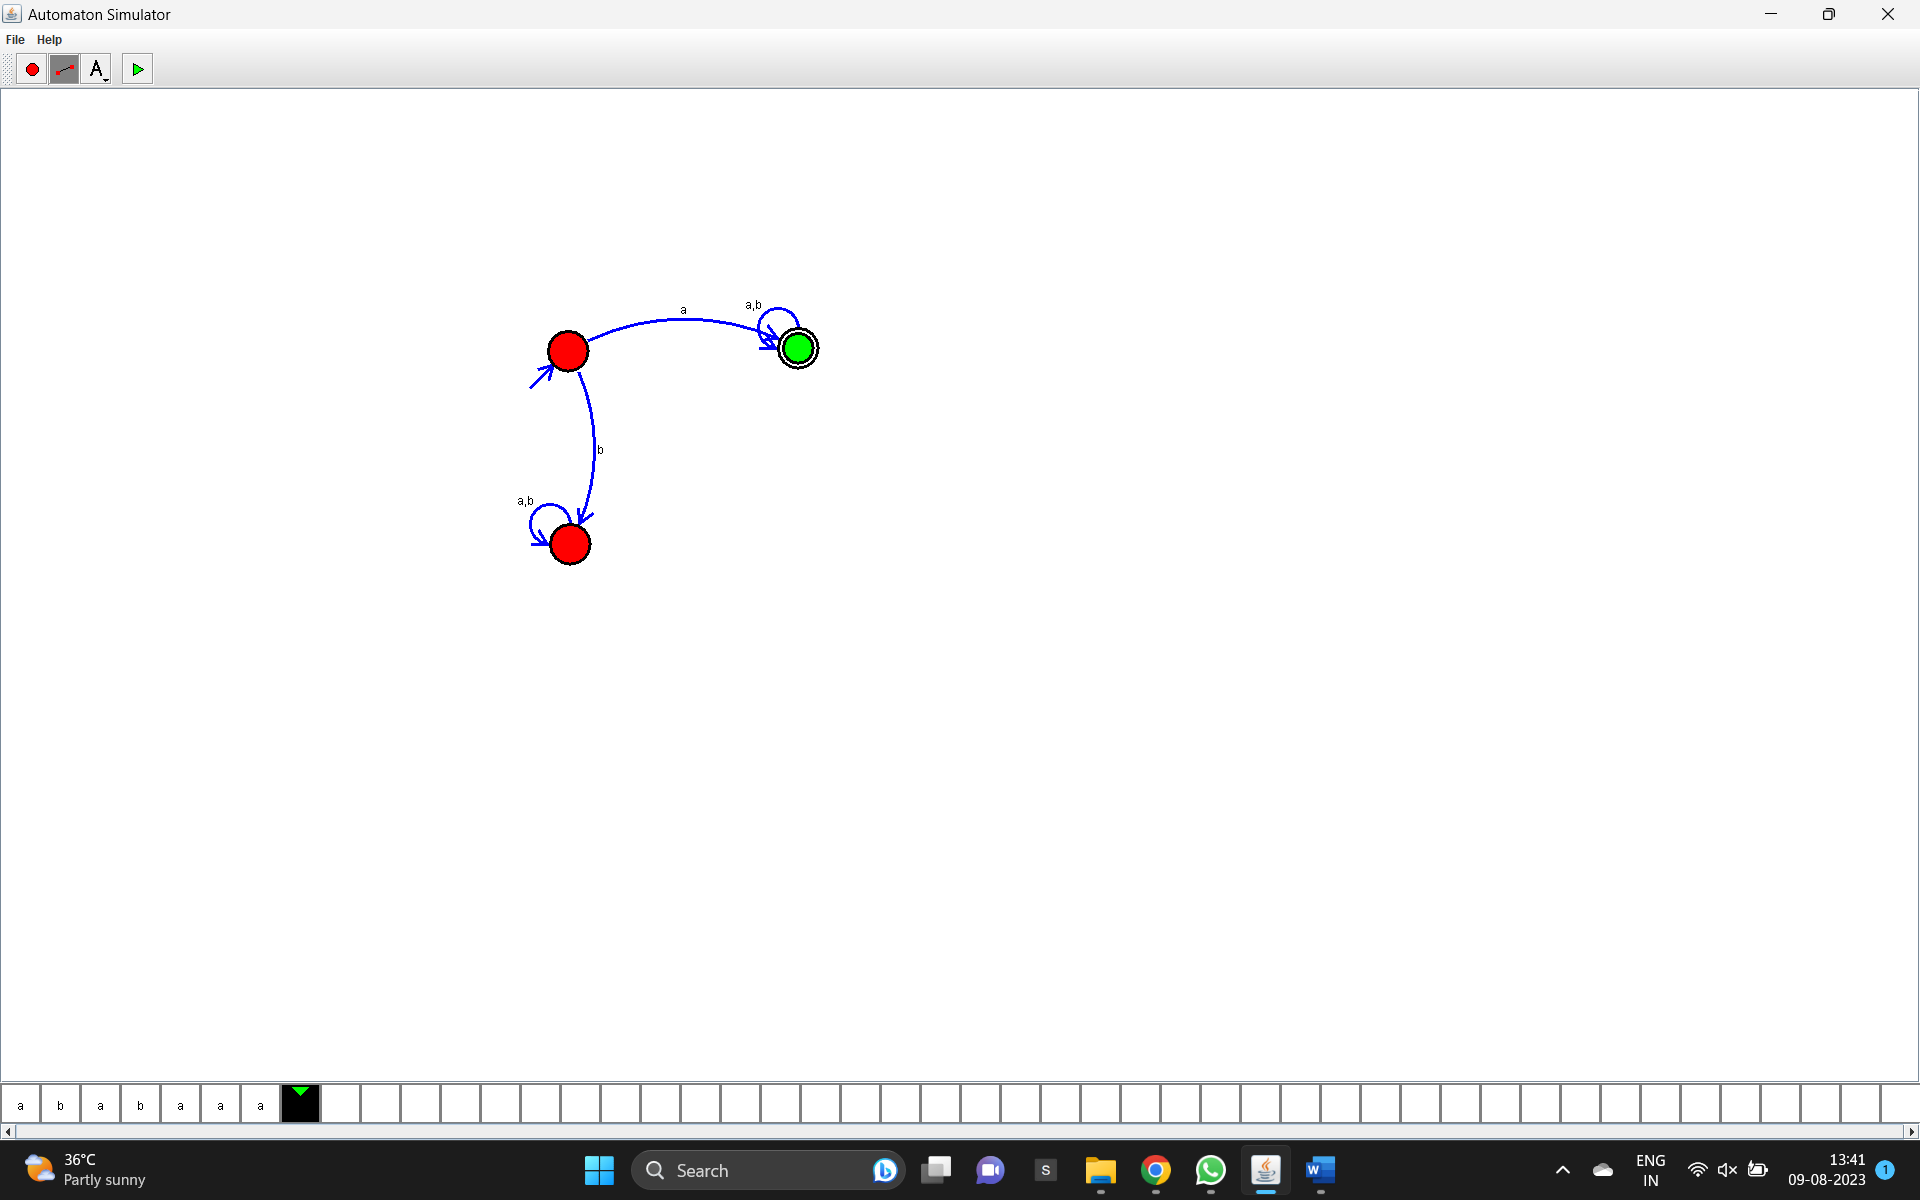 Automaton Simulator
File Help
A
a
a,b
b
a,b
a b a b a a a
36°C
Partly sunny
Search
S
W
ENG
IN
13:41
09-08-2023
1